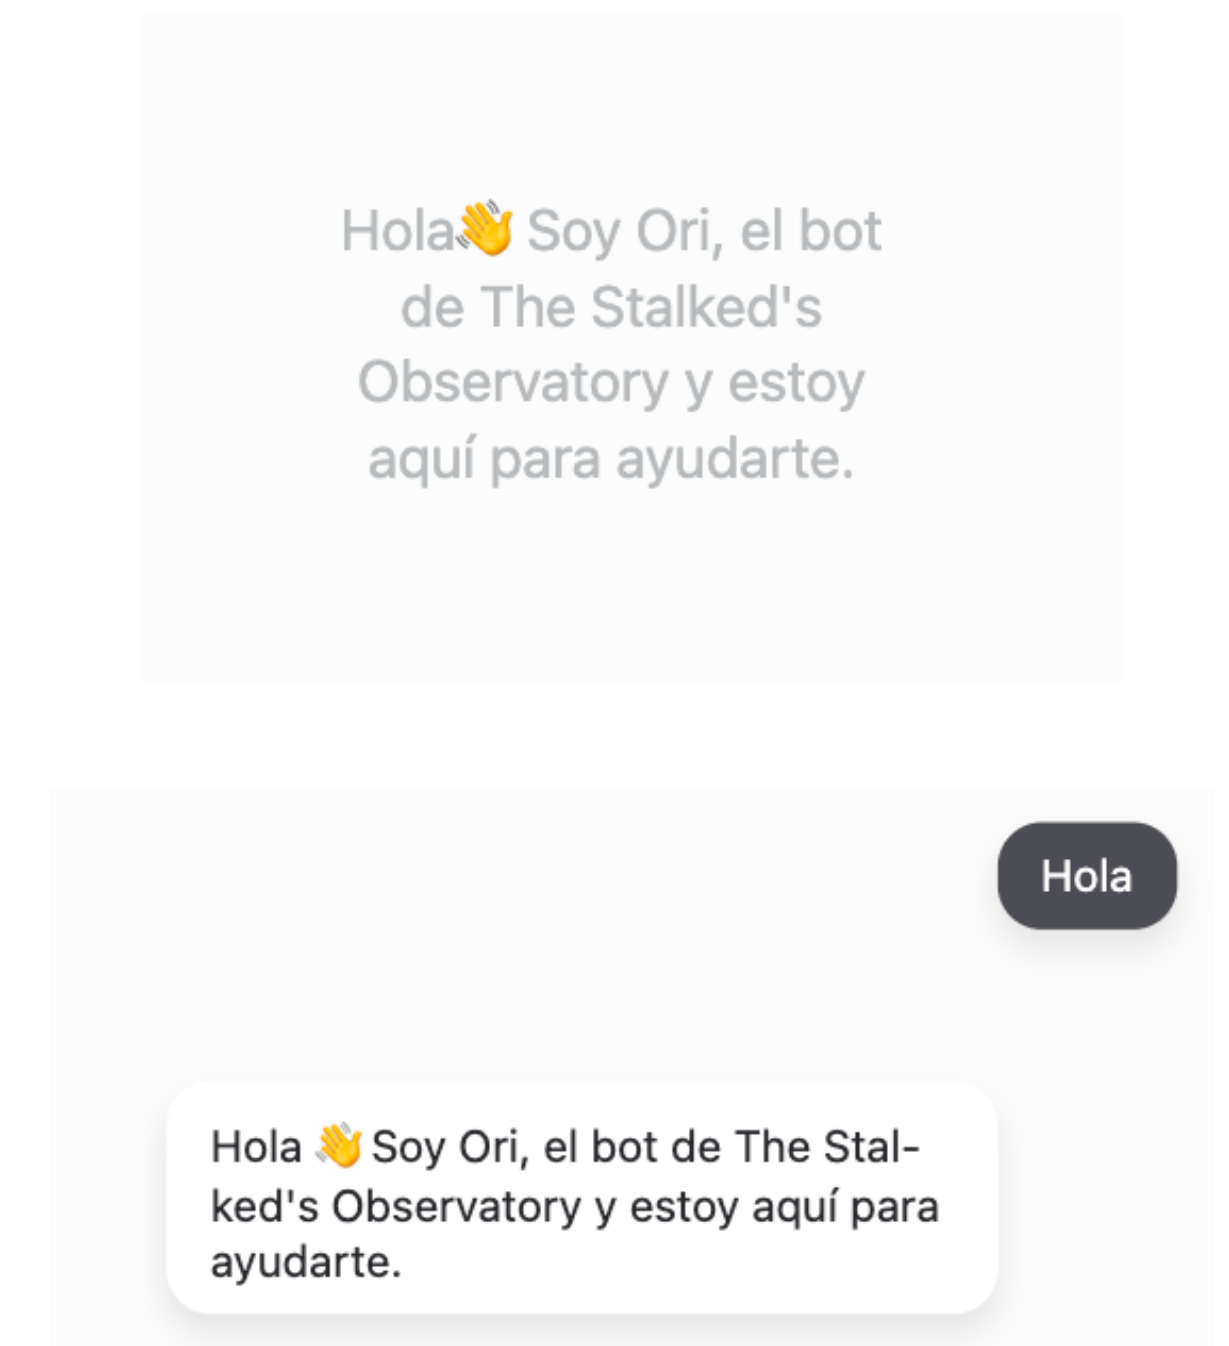 Hola👋 Soy Ori, el bot
de The Stalked's
Observatory y estoy
aquí para ayudarte.
Hola
Hola 👋 Soy Ori, el bot de The Stal-
ked's Observatory y estoy aquí para
ayudarte.